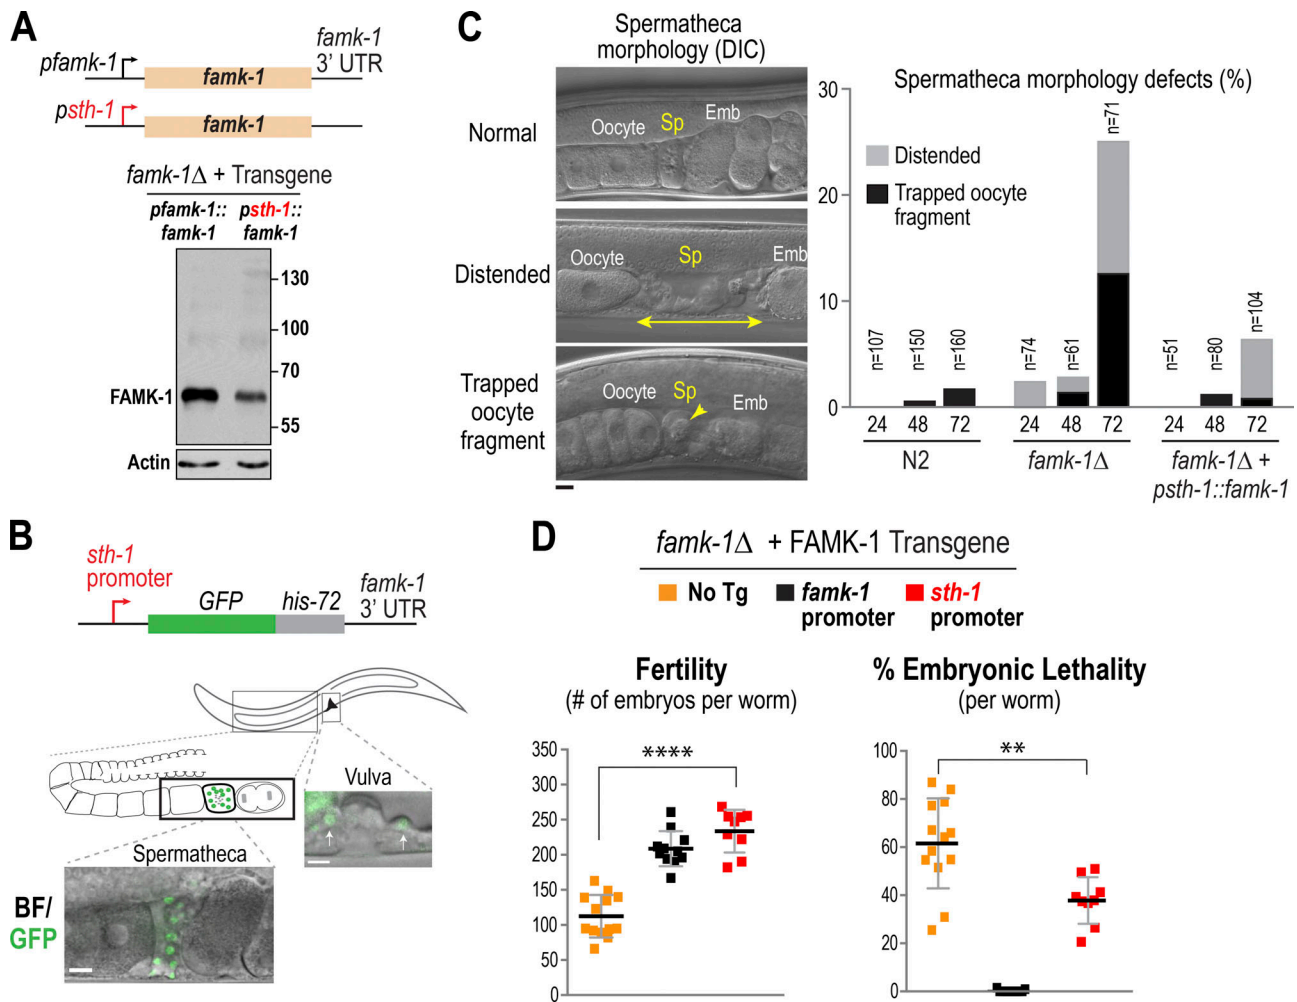 A
pfamk-1
famk-1
famk-1
3' UTR
psth-1
famk-1
famk-1Δ + Transgene
pfamk-1::
famk-1
psth-1::
famk-1
130
100
70
FAMK-1
55
Actin
B
sth-1
promoter
GFP
his-72
famk-1
3' UTR
Vulva
Spermatheca
BF/
GFP
C
Spermatheca
morphology (DIC)
Normal
Oocyte
Sp
Emb
Distended
Oocyte
Sp
Emb
Trapped
oocyte
fragment
Oocyte
Sp
Emb
Spermatheca morphology defects (%)
30
20
10
0
Distended
Trapped oocyte
fragment
n=107
n=150
n=160
n=74
n=61
n=71
n=51
n=80
n=104
24 48 72
24 48 72
24 48 72
N2
famk-1Δ
famk-1Δ +
psth-1::famk-1
D
famk-1Δ + FAMK-1 Transgene
No Tg
famk-1
promoter
sth-1
promoter
Fertility
(# of embryos per worm)
350
300
250
200
150
100
50
0
****
% Embryonic Lethality
(per worm)
100
80
60
40
20
0
**